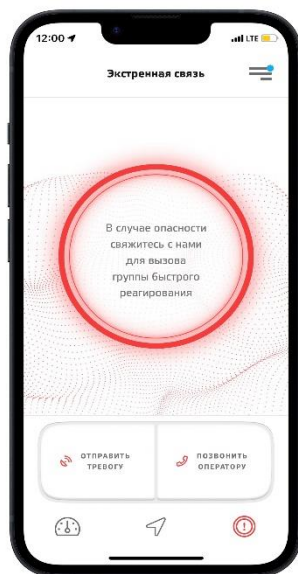 12:00
LTE
Экстренная связь
В случае опасности
свяжитесь с нами
для вызова
группы быстрого
реагирования
ОТПРАВИТЬ
ТРЕВОГУ
ПОЗВОНИТЬ
ОПЕРАТОРУ